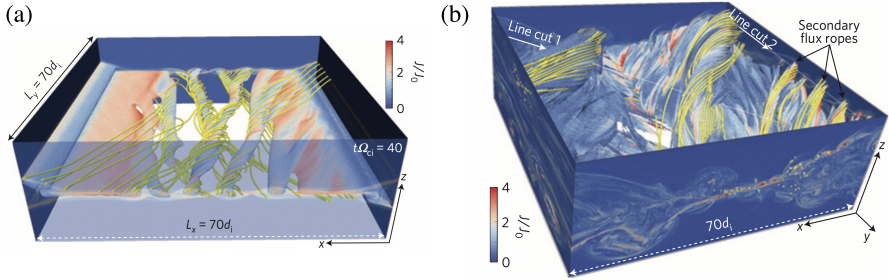 (a)
L_y = 70d_i
4
2
0
J/J_0
tΩ_ci = 40
z
L_x = 70d_i
x
(b)
Line cut 1
Line cut 2
Secondary
flux ropes
4
2
0
J/J_0
70d_i
z
x
y